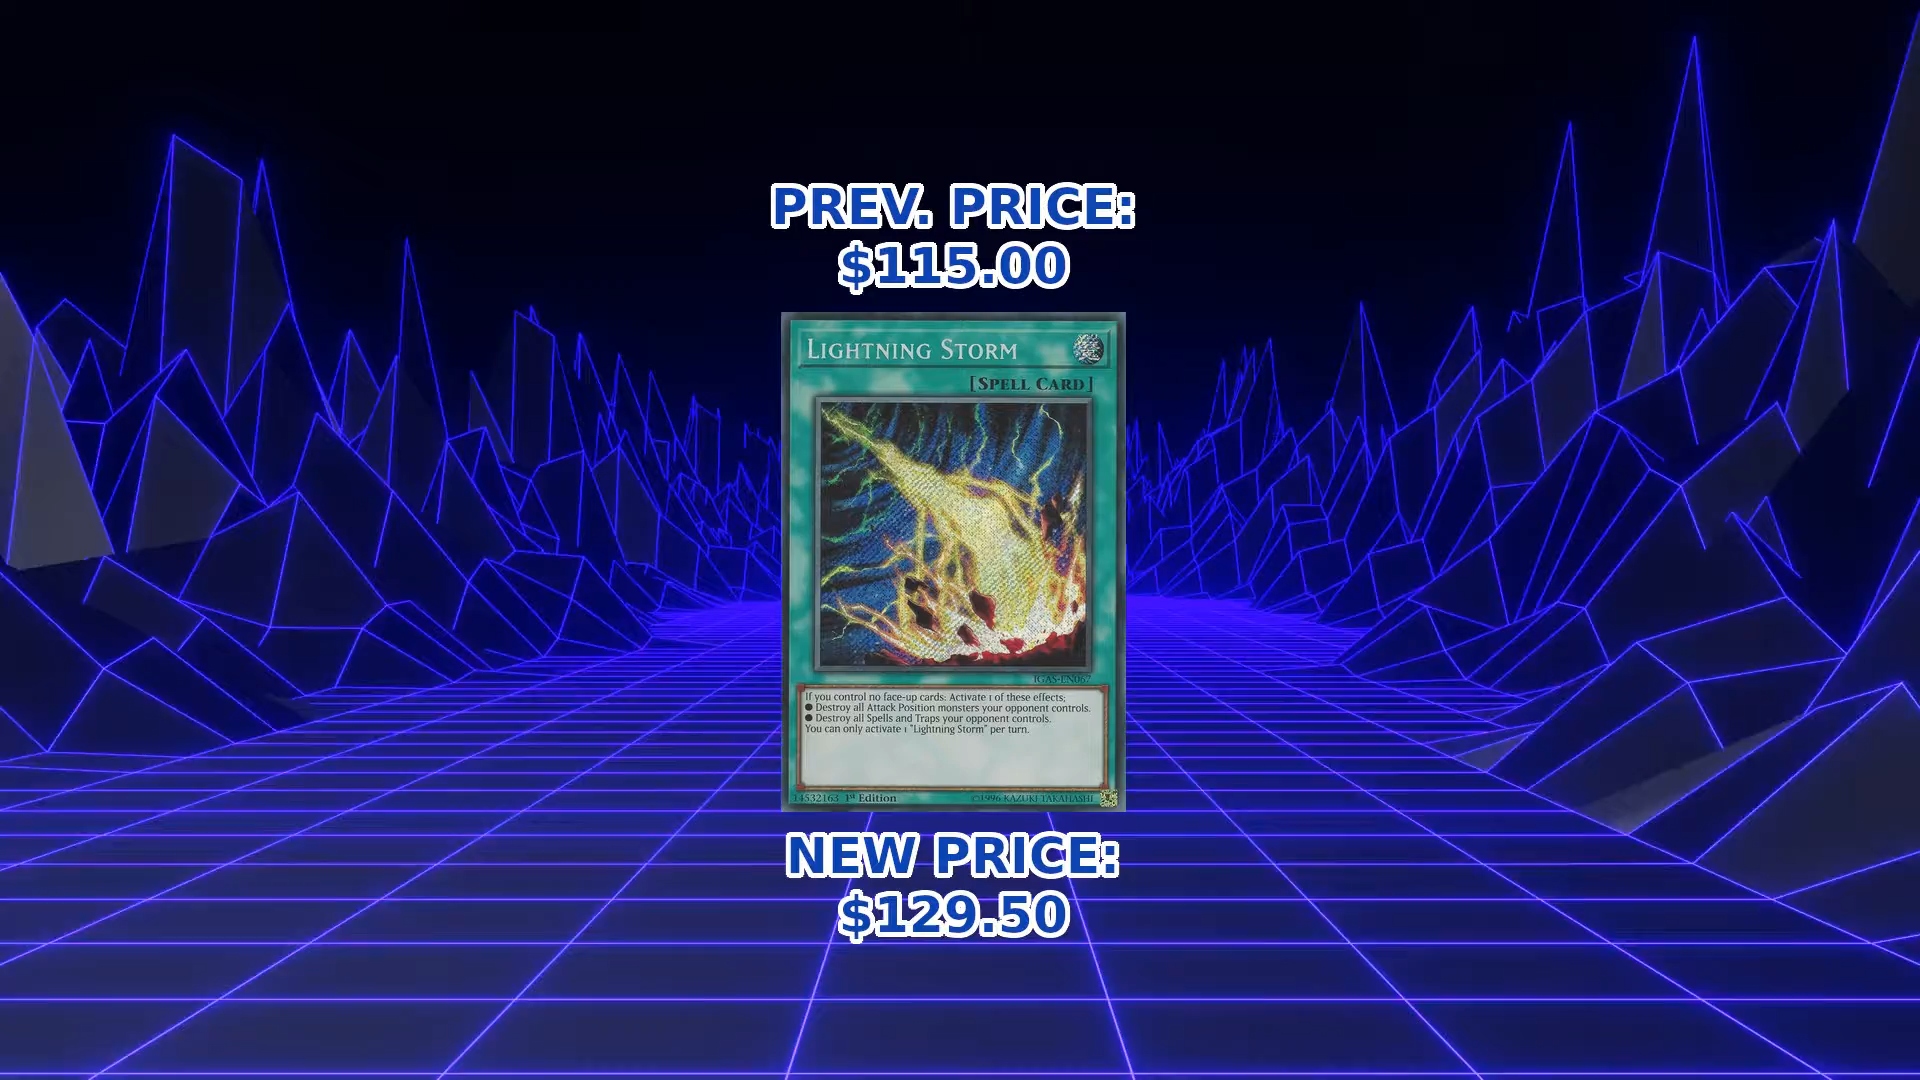 PREV. PRICE:
$115.00
LIGHTNING STORM
[SPELL CARD]
IGAS-EN067
If you control no face-up cards: Activate 1 of these effects;
● Destroy all Attack Position monsters your opponent controls.
● Destroy all Spells and Traps your opponent controls.
You can only activate 1 "Lightning Storm" per turn.
14532163 1st Edition ©1996 KAZUKI TAKAHASHI
NEW PRICE:
$129.50